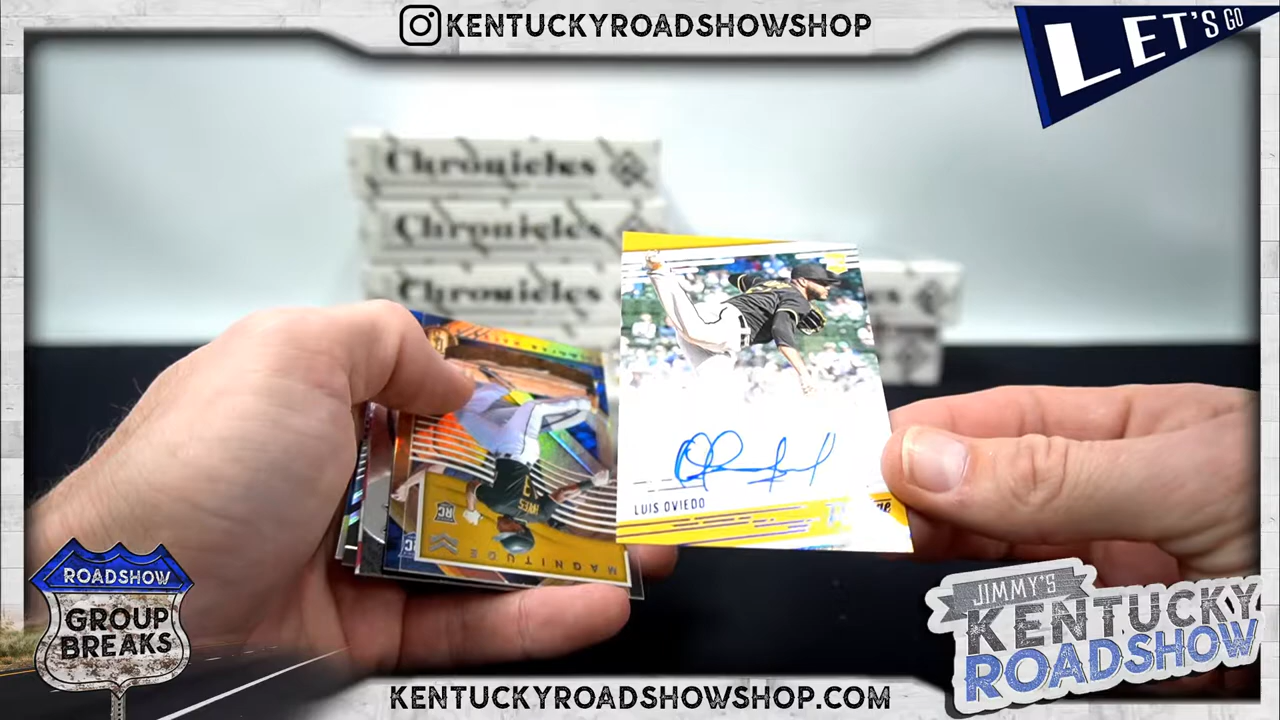 KENTUCKYROADSHOWSHOP
LET'S GO
Chronicles
Chronicles
Chronicles
LUIS OVIEDO
RC
MAGNITUDE
ROADSHOW
GROUP
BREAKS
JIMMY'S
KENTUCKY
ROADSHOW
KENTUCKYROADSHOWSHOP.COM